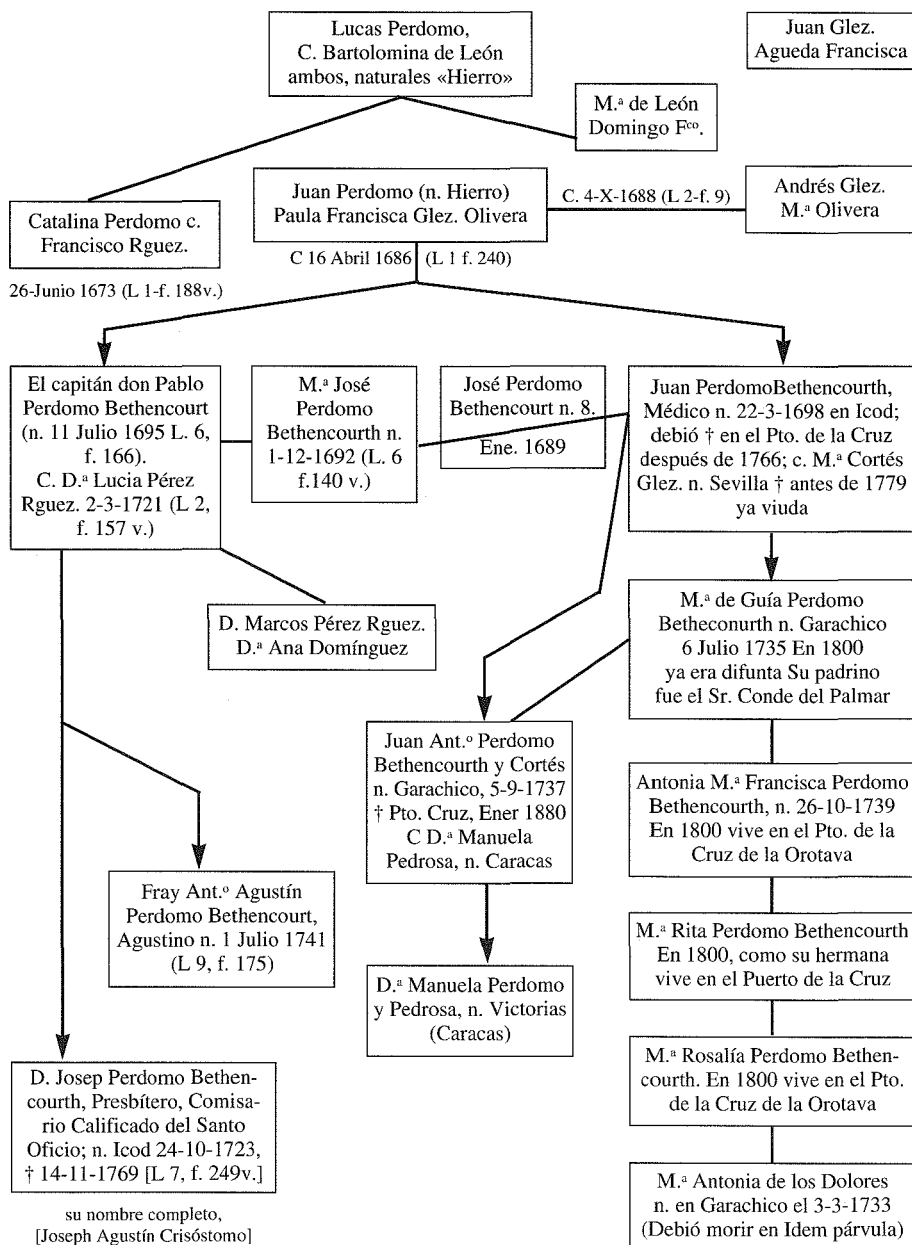 Lucas Perdomo,
C. Bartolomina de León
ambos, naturales «Hierro»
Juan Glez.
Agueda Francisca
M.ª de León
Domingo Fco.
Catalina Perdomo c.
Francisco Rguez.
26-Junio 1673 (L 1-f. 188v.)
Juan Perdomo (n. Hierro)
Paula Francisca Glez. Olivera
C. 4-X-1688 (L 2-f. 9)
Andrés Glez.
M.ª Olivera
C 16 Abril 1686 (L 1 f. 240)
El capitán don Pablo
Perdomo Bethencourt
(n. 11 Julio 1695 L. 6,
f. 166).
C. D.ª Lucia Pérez
Rguez. 2-3-1721 (L 2,
f. 157 v.)
M.ª José
Perdomo
Bethencourth n.
1-12-1692 (L. 6
f.140 v.)
José Perdomo
Bethencourt n. 8.
Ene. 1689
Juan PerdomoBethencourth,
Médico n. 22-3-1698 en Icod;
debió † en el Pto. de la Cruz
después de 1766; c. M.ª Cortés
Glez. n. Sevilla † antes de 1779
ya viuda
D. Marcos Pérez Rguez.
D.ª Ana Domínguez
M.ª de Guía Perdomo
Betheconurth n. Garachico
6 Julio 1735 En 1800
ya era difunta Su padrino
fue el Sr. Conde del Palmar
Juan Ant.º Perdomo
Bethencourth y Cortés
n. Garachico, 5-9-1737
† Pto. Cruz, Ener 1880
C D.ª Manuela
Pedrosa, n. Caracas
Antonia M.ª Francisca Perdomo
Bethencourth, n. 26-10-1739
En 1800 vive en el Pto. de la
Cruz de la Orotava
Fray Ant.º Agustín
Perdomo Bethencourt,
Agustino n. 1 Julio 1741
(L 9, f. 175)
M.ª Rita Perdomo Bethencourth
En 1800, como su hermana
vive en el Puerto de la Cruz
D.ª Manuela Perdomo
y Pedrosa, n. Victorias
(Caracas)
M.ª Rosalía Perdomo Bethen-
courth. En 1800 vive en el Pto.
de la Cruz de la Orotava
D. Josep Perdomo Bethen-
courth, Presbítero, Comisa-
rio Calificado del Santo
Oficio; n. Icod 24-10-1723,
† 14-11-1769 [L 7, f. 249v.]
su nombre completo,
[Joseph Agustín Crisóstomo]
M.ª Antonia de los Dolores
n. en Garachico el 3-3-1733
(Debió morir en Idem párvula)